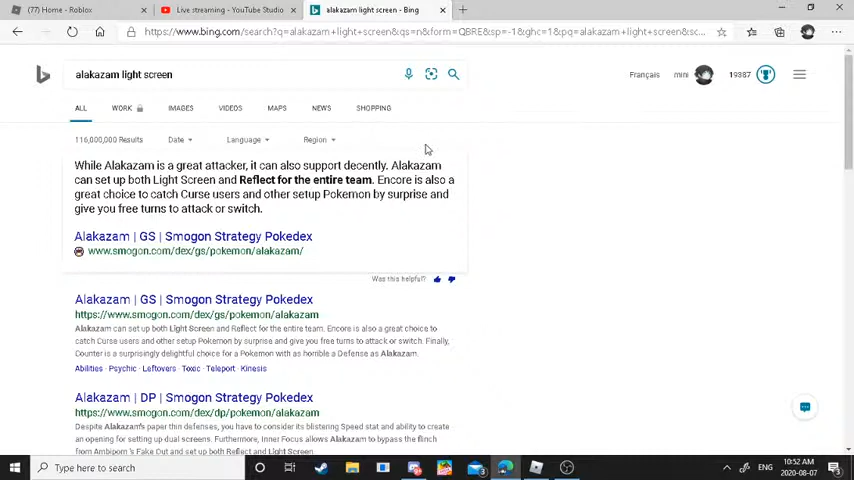 (77) Home - Roblox
Live streaming - YouTube Studio
alakazam light screen - Bing
https://www.bing.com/search?q=alakazam+light+screen&qs=n&form=QBRE&sp=-1&ghc=1&pq=alakazam+light+screen&sc...
alakazam light screen
Français
mini
19387
ALL
WORK
IMAGES
VIDEOS
MAPS
NEWS
SHOPPING
116,000,000 Results
Date
Language
Region
While Alakazam is a great attacker, it can also support decently. Alakazam
can set up both Light Screen and Reflect for the entire team. Encore is also a
great choice to catch Curse users and other setup Pokemon by surprise and
give you free turns to attack or switch.
Alakazam | GS | Smogon Strategy Pokedex
www.smogon.com/dex/gs/pokemon/alakazam/
Was this helpful?
Alakazam | GS | Smogon Strategy Pokedex
https://www.smogon.com/dex/gs/pokemon/alakazam
Alakazam can set up both Light Screen and Reflect for the entire team. Encore is also a great choice to
catch Curse users and other setup Pokemon by surprise and give you free turns to attack or switch. Finally,
Counter is a surprisingly delightful choice for a Pokemon with as horrible a Defense as Alakazam.
Abilities · Psychic · Leftovers · Toxic · Teleport · Kinesis
Alakazam | DP | Smogon Strategy Pokedex
https://www.smogon.com/dex/dp/pokemon/alakazam
Despite Alakazam's paper thin defenses, you have to consider its blistering Speed stat and ability to create
an opening for setting up dual screens. Furthermore, Inner Focus allows Alakazam to bypass the flinch
from Ambipom's Fake Out and set up both Reflect and Light Screen
Type here to search
ENG
10:52 AM
2020-08-07